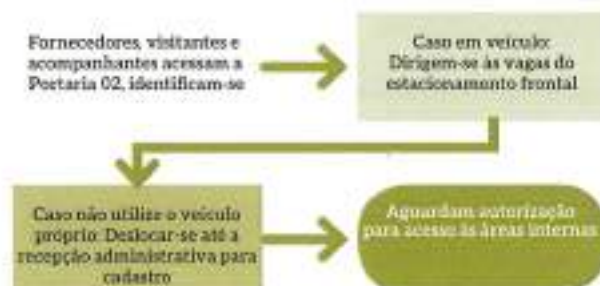 Fornecedores, visitantes e
acompanhantes acessam a
Portaria 02, identificam-se
Caso em veículo:
Dirigem-se às vagas do
estacionamento frontal
Caso não utilize o veículo
próprio: Deslocar-se até a
recepção administrativa para
cadastro
Aguardam autorização
para acesso às áreas internas